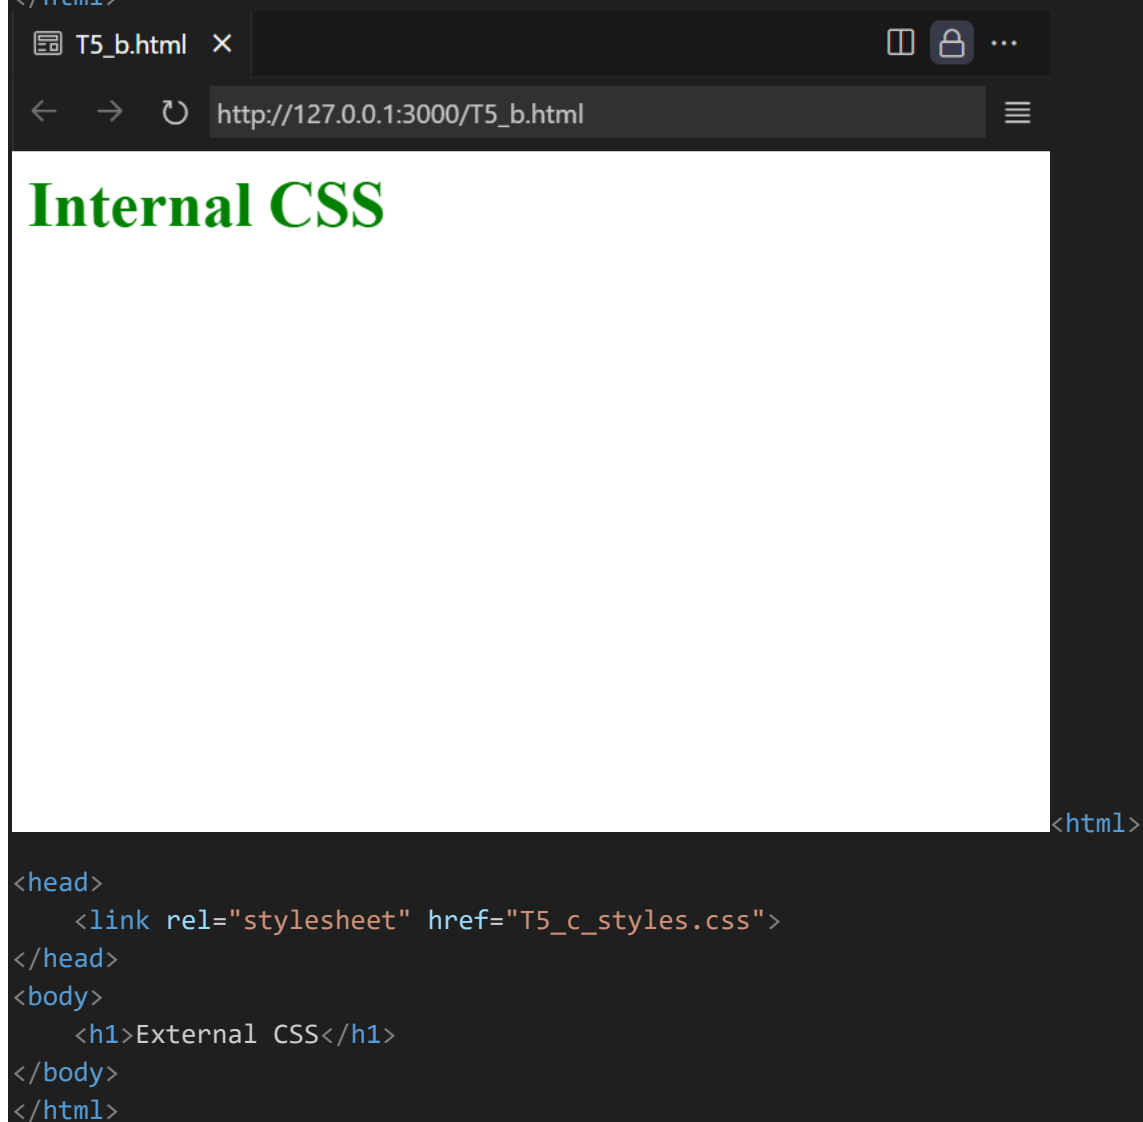 </html>
T5_b.html
http://127.0.0.1:3000/T5_b.html
Internal CSS
<html>
<head>
    <link rel="stylesheet" href="T5_c_styles.css">
</head>
<body>
    <h1>External CSS</h1>
</body>
</html>